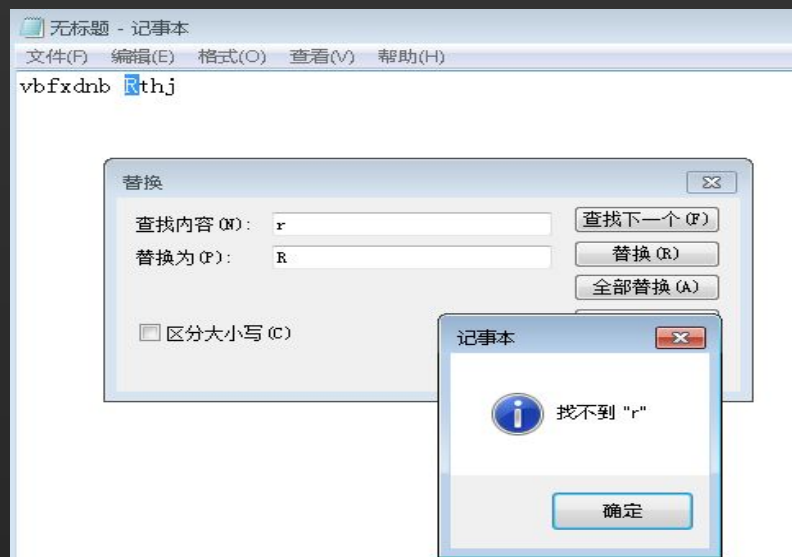 无标题 - 记事本
文件(F) 编辑(E) 格式(O) 查看(V) 帮助(H)
vbfxdnb Rthj
替换
查找内容(N): r
查找下一个(F)
替换为(P): R
替换(R)
全部替换(A)
区分大小写(C)
记事本
找不到 "r"
确定